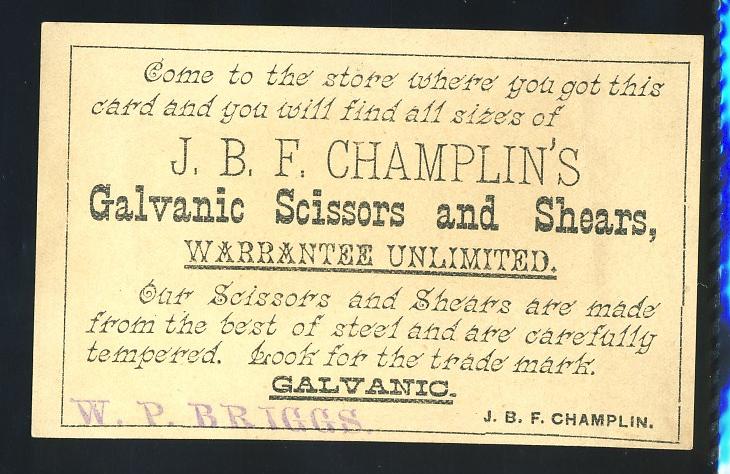 Come to the store where you got this
card and you will find all sizes of
J. B. F. CHAMPLIN'S
Galvanic Scissors and Shears,
WARRANTEE UNLIMITED.
Our Scissors and Shears are made
from the best of steel and are carefully
tempered. Look for the trade mark.
GALVANIC.
W. P. BRIGGS.
J. B. F. CHAMPLIN.